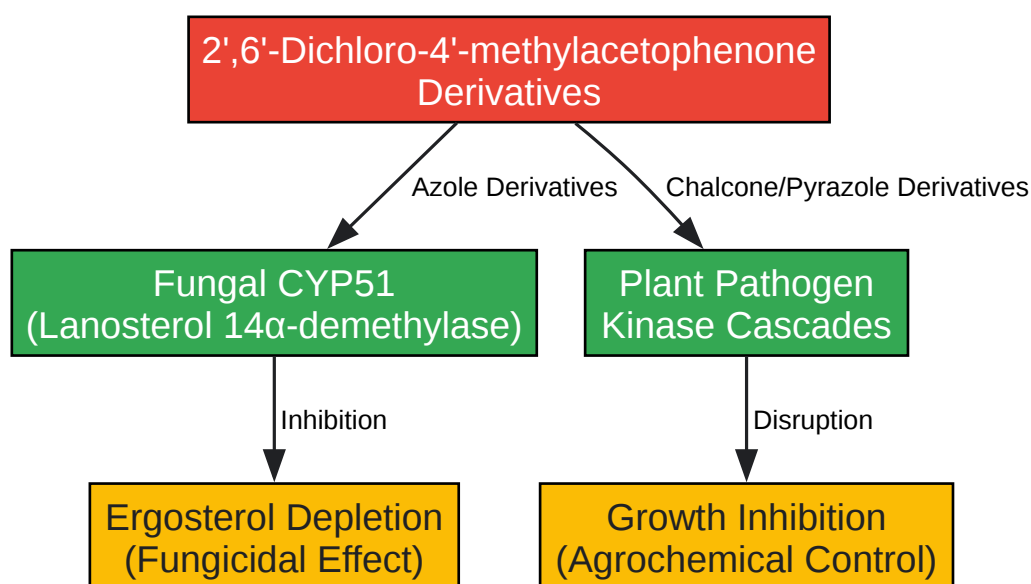 2',6'-Dichloro-4'-methylacetophenone
Derivatives
Azole Derivatives
Chalcone/Pyrazole Derivatives
Fungal CYP51
(Lanosterol 14α-demethylase)
Plant Pathogen
Kinase Cascades
Inhibition
Disruption
Ergosterol Depletion
(Fungicidal Effect)
Growth Inhibition
(Agrochemical Control)